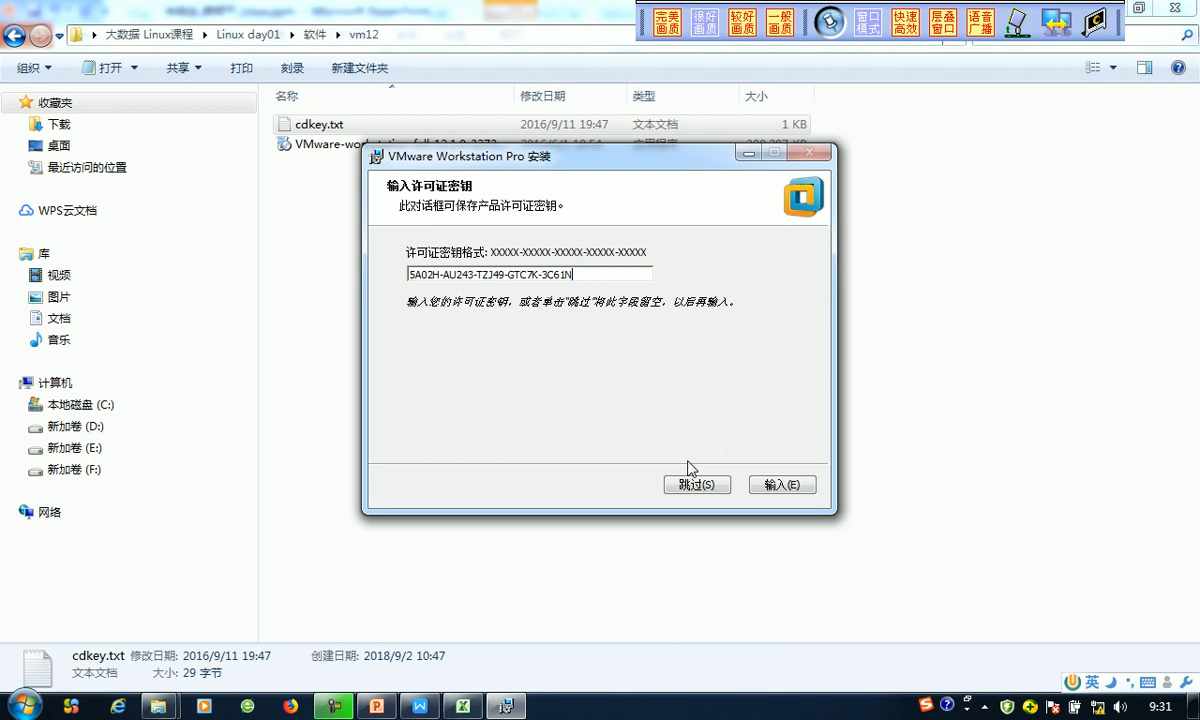 完美画质 很好画质 较好画质 一般画质 窗口模式 快速高效 层叠窗口 语音广播
大数据 Linux课程 Linux day01 软件 vm12
组织 打开 共享 打印 刻录 新建文件夹
名称 修改日期 类型 大小
收藏夹
下载
桌面
最近访问的位置
WPS云文档
库
视频
图片
文档
音乐
计算机
本地磁盘 (C:)
新加卷 (D:)
新加卷 (E:)
新加卷 (F:)
网络
cdkey.txt 2016/9/11 19:47 文本文档 1 KB
VMware Workstation Pro 安装
输入许可证密钥
此对话框可保存产品许可证密钥。
许可证密钥格式: XXXXX-XXXXX-XXXXX-XXXXX-XXXXX
5A02H-AU243-TZJ49-GTC7K-3C61N
输入您的许可证密钥，或者单击"跳过"将此字段留空，以后再输入。
跳过(S) 输入(E)
cdkey.txt 修改日期: 2016/9/11 19:47 创建日期: 2018/9/2 10:47
文本文档 大小: 29 字节
英
9:31